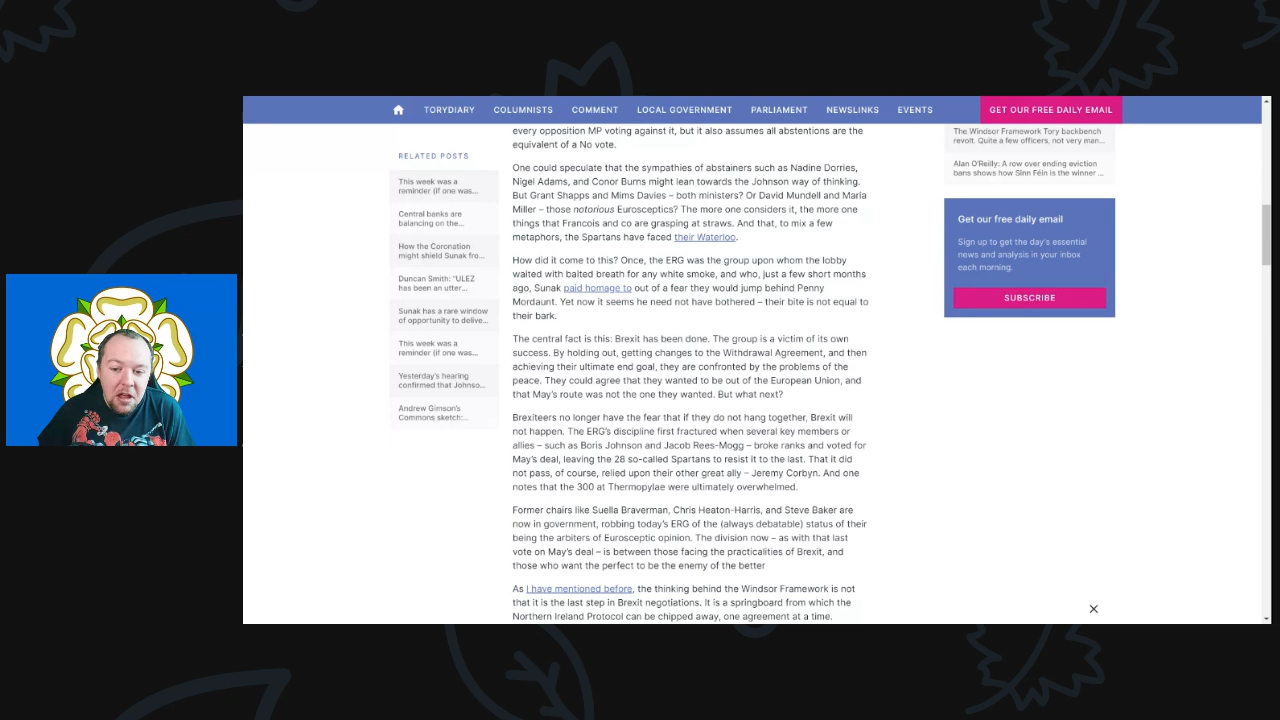 TORYDIARY COLUMNISTS COMMENT LOCAL GOVERNMENT PARLIAMENT NEWSLINKS EVENTS GET OUR FREE DAILY EMAIL
RELATED POSTS
This week was a
reminder (if one was...
Central banks are
balancing on the...
How the Coronation
might shield Sunak fro...
Duncan Smith: "ULEZ
has been an utter...
Sunak has a rare window
of opportunity to delive...
This week was a
reminder (if one was...
Yesterday's hearing
confirmed that Johnso...
Andrew Gimson's
Commons sketch:...
every opposition MP voting against it, but it also assumes all abstentions are the
equivalent of a No vote.
One could speculate that the sympathies of abstainers such as Nadine Dorries,
Nigel Adams, and Conor Burns might lean towards the Johnson way of thinking.
But Grant Shapps and Mims Davies – both ministers? Or David Mundell and Maria
Miller – those notorious Eurosceptics? The more one considers it, the more one
things that Francois and co are grasping at straws. And that, to mix a few
metaphors, the Spartans have faced their Waterloo.
How did it come to this? Once, the ERG was the group upon whom the lobby
waited with baited breath for any white smoke, and who, just a few short months
ago, Sunak paid homage to out of a fear they would jump behind Penny
Mordaunt. Yet now it seems he need not have bothered – their bite is not equal to
their bark.
The central fact is this: Brexit has been done. The group is a victim of its own
success. By holding out, getting changes to the Withdrawal Agreement, and then
achieving their ultimate end goal, they are confronted by the problems of the
peace. They could agree that they wanted to be out of the European Union, and
that May's route was not the one they wanted. But what next?
Brexiteers no longer have the fear that if they do not hang together, Brexit will
not happen. The ERG's discipline first fractured when several key members or
allies – such as Boris Johnson and Jacob Rees-Mogg – broke ranks and voted for
May's deal, leaving the 28 so-called Spartans to resist it to the last. That it did
not pass, of course, relied upon their other great ally – Jeremy Corbyn. And one
notes that the 300 at Thermopylae were ultimately overwhelmed.
Former chairs like Suella Braverman, Chris Heaton-Harris, and Steve Baker are
now in government, robbing today's ERG of the (always debatable) status of their
being the arbiters of Eurosceptic opinion. The division now – as with that last
vote on May's deal – is between those facing the practicalities of Brexit, and
those who want the perfect to be the enemy of the better
As I have mentioned before, the thinking behind the Windsor Framework is not
that it is the last step in Brexit negotiations. It is a springboard from which the
Northern Ireland Protocol can be chipped away, one agreement at a time.
The Windsor Framework Tory backbench
revolt. Quite a few officers, not very man...
Alan O'Reilly: A row over ending eviction
bans shows how Sinn Féin is the winner ...
Get our free daily email
Sign up to get the day's essential
news and analysis in your inbox
each morning.
SUBSCRIBE